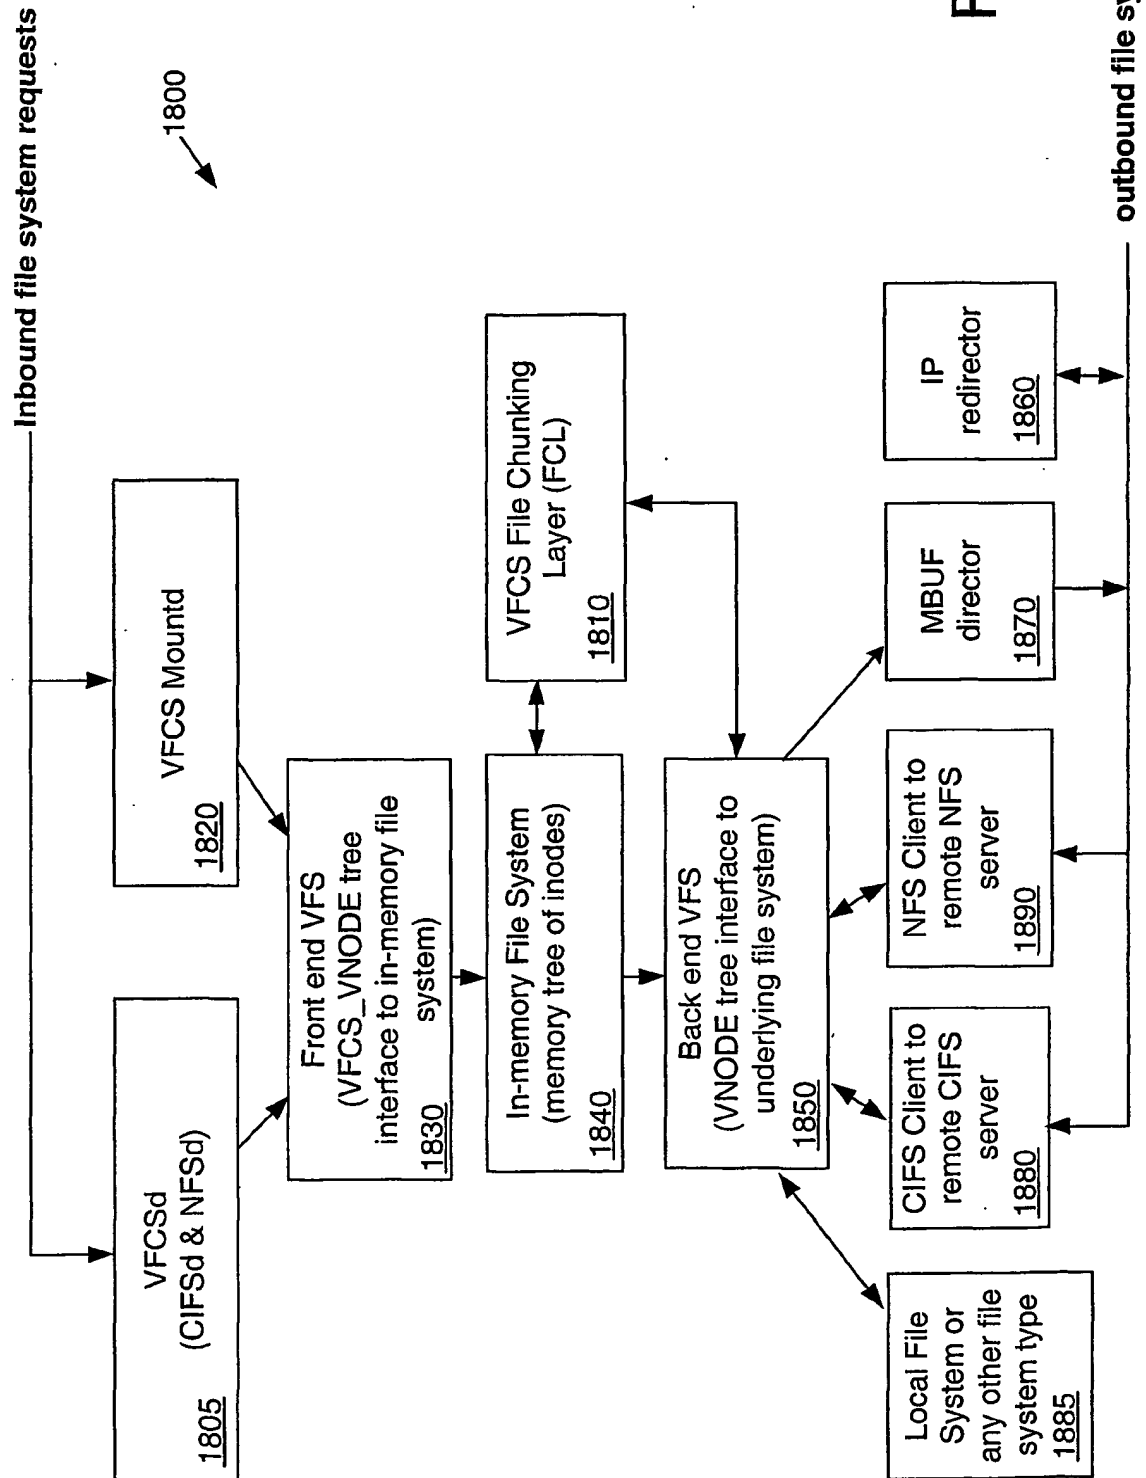 Inbound file system requests
1800
VFCSd
(CIFSd & NFSd)
1805
VFCS Mountd
1820
Front end VFS
(VFCS_VNODE tree
interface to in-memory file
system)
1830
In-memory File System
(memory tree of inodes)
1840
VFCS File Chunking
Layer (FCL)
1810
Back end VFS
(VNODE tree interface to
underlying file system)
1850
Local File
System or
any other file
system type
1885
CIFS Client to
remote CIFS
server
1880
NFS Client to
remote NFS
server
1890
MBUF
director
1870
IP
redirector
1860
outbound file sy
F